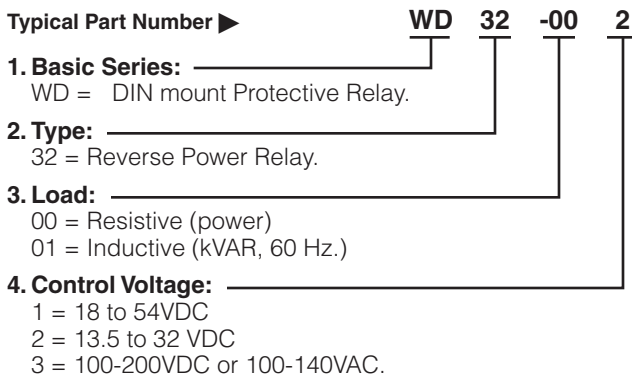 Typical Part Number ▶ WD 32 -00 2
1. Basic Series:
WD = DIN mount Protective Relay.
2. Type:
32 = Reverse Power Relay.
3. Load:
00 = Resistive (power)
01 = Inductive (kVAR, 60 Hz.)
4. Control Voltage:
1 = 18 to 54VDC
2 = 13.5 to 32 VDC
3 = 100-200VDC or 100-140VAC.